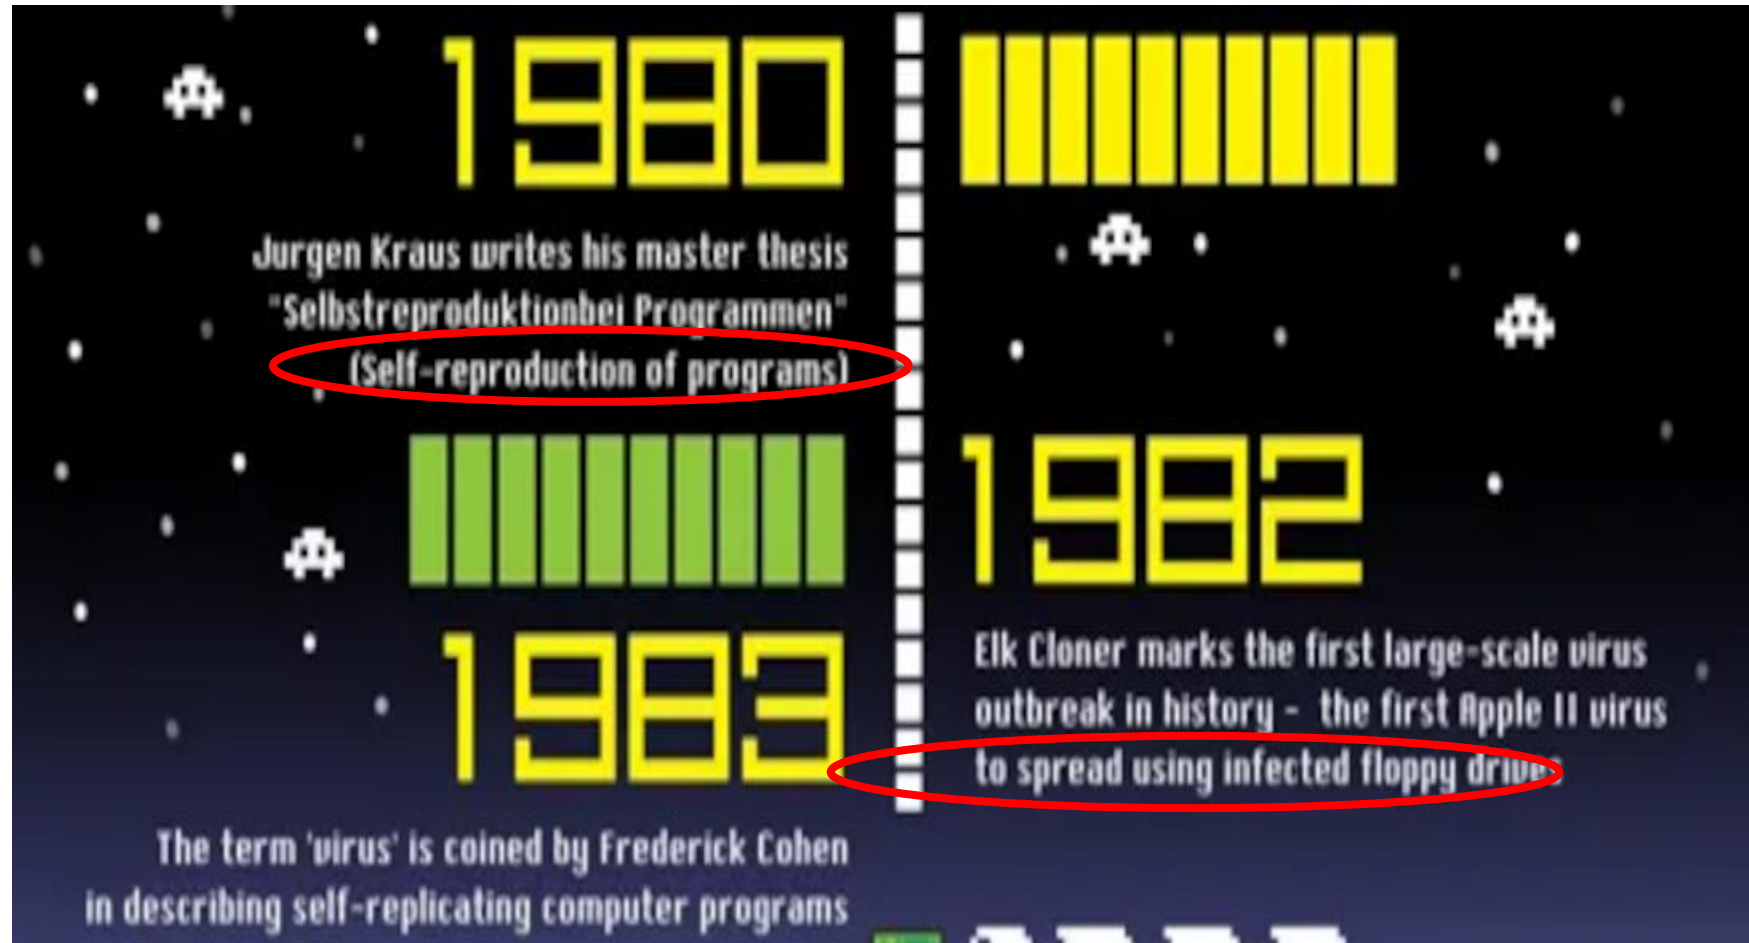 1980
Jurgen Kraus writes his master thesis
"Selbstreproduktionbei Programmen"
(Self-reproduction of programs)
1982
Elk Cloner marks the first large-scale virus
outbreak in history - the first Apple II virus
to spread using infected floppy drives
1983
The term 'virus' is coined by Frederick Cohen
in describing self-replicating computer programs